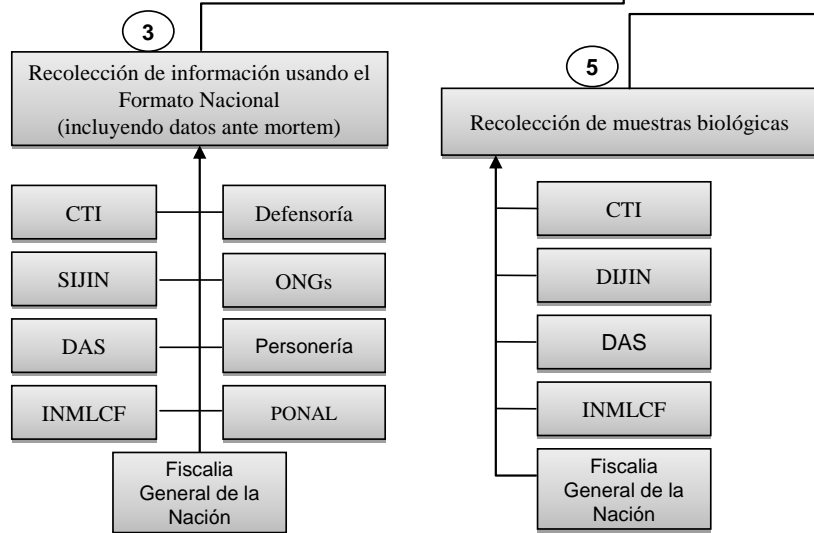 3
Recolección de información usando el
Formato Nacional
(incluyendo datos ante mortem)
CTI
Defensoría
SIJIN
ONGs
DAS
Personería
INMLCF
PONAL
Fiscalia
General de la
Nación
5
Recolección de muestras biológicas
CTI
DIJIN
DAS
INMLCF
Fiscalia
General de la
Nación